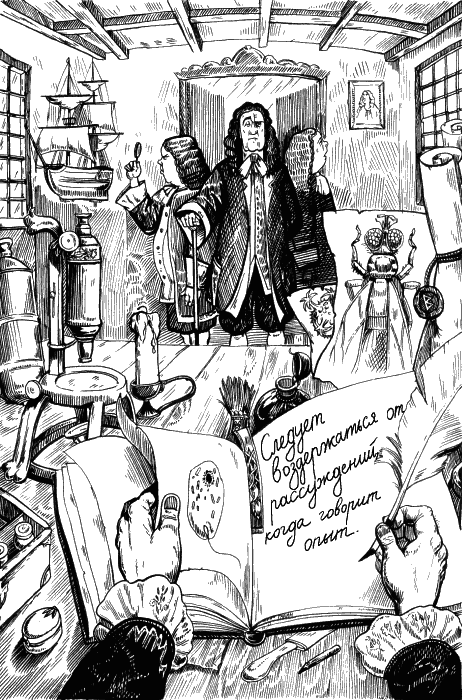 Следует
воздержаться от
рассуждений,
когда говорит
опыт.